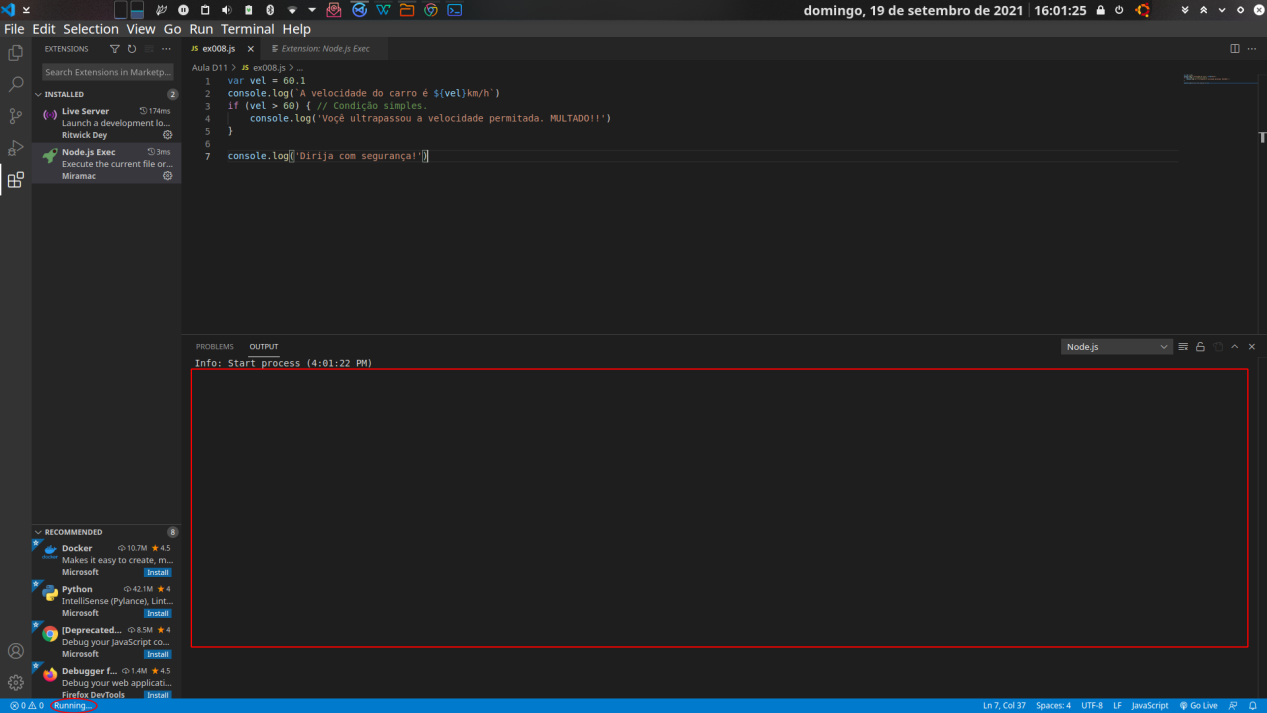 domingo, 19 de setembro de 2021 16:01:25
File Edit Selection View Go Run Terminal Help
EXTENSIONS
Search Extensions in Marketp...
INSTALLED 2
Live Server 174ms
Launch a development lo...
Ritwick Dey
Node.js Exec 3ms
Execute the current file or...
Miramac
RECOMMENDED 8
Docker 10.7M 4.5
Makes it easy to create, m...
Microsoft Install
Python 42.1M 4
IntelliSense (Pylance), Lint...
Microsoft Install
[Deprecated... 8.5M 4
Debug your JavaScript co...
Microsoft Install
Debugger f... 1.4M 4.5
Debug your web applicati...
Firefox DevTools Install
JS ex008.js Extension: Node.js Exec
Aula D11 > JS ex008.js > ...
1 var vel = 60.1
2 console.log(`A velocidade do carro é ${vel}km/h`)
3 if (vel > 60) { // Condição simples.
4 console.log('Voçê ultrapassou a velocidade permitada. MULTADO!!')
5 }
6
7 console.log('Dirija com segurança!')
PROBLEMS OUTPUT Node.js
Info: Start process (4:01:22 PM)
0 0 Running... Ln 7, Col 37 Spaces: 4 UTF-8 LF JavaScript Go Live